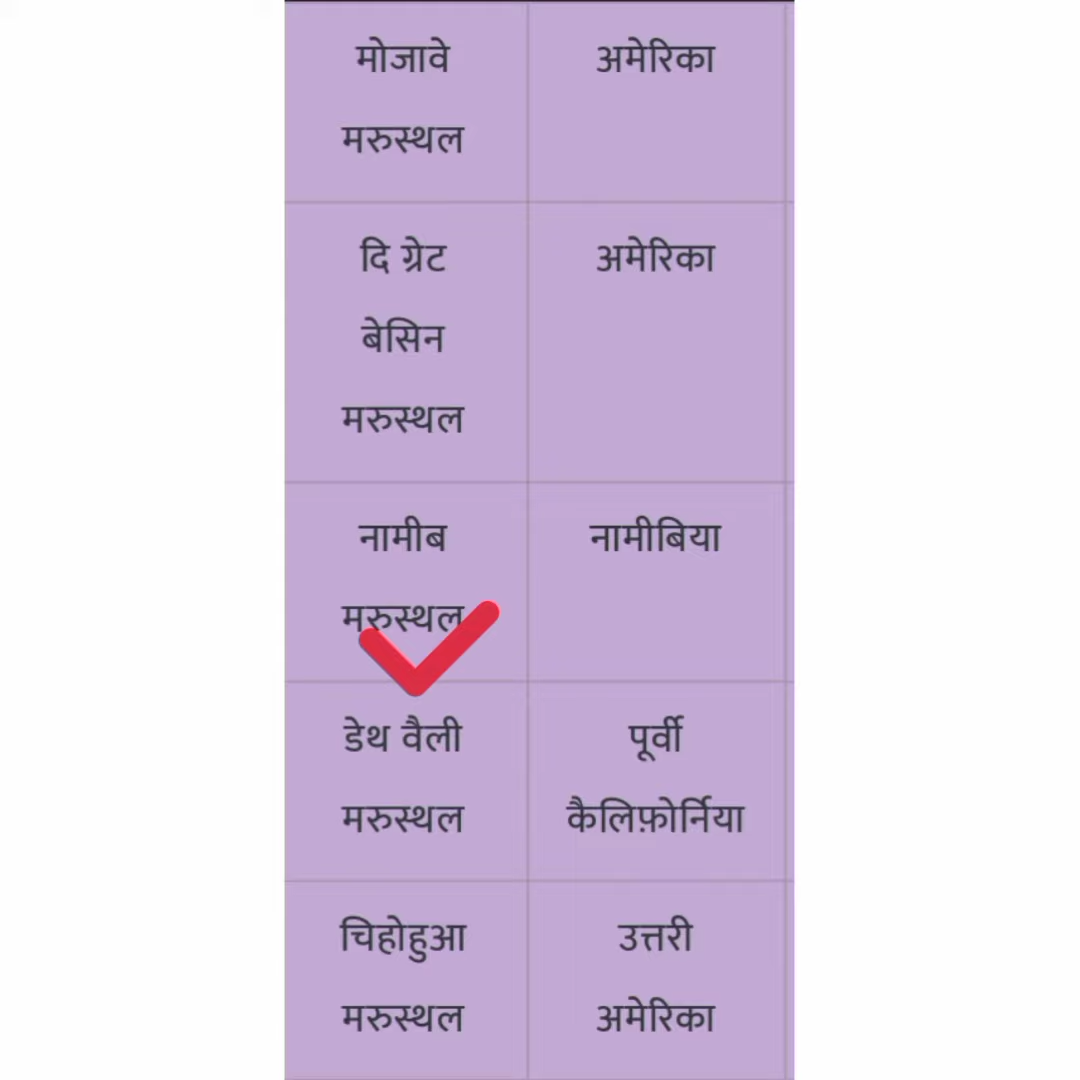 मोजावे अमेरिका
मरुस्थल
दि ग्रेट अमेरिका
बेसिन
मरुस्थल
नामीब नामीबिया
मरुस्थल
डेथ वैली पूर्वी
मरुस्थल कैलिफ़ोर्निया
चिहोहुआ उत्तरी
मरुस्थल अमेरिका